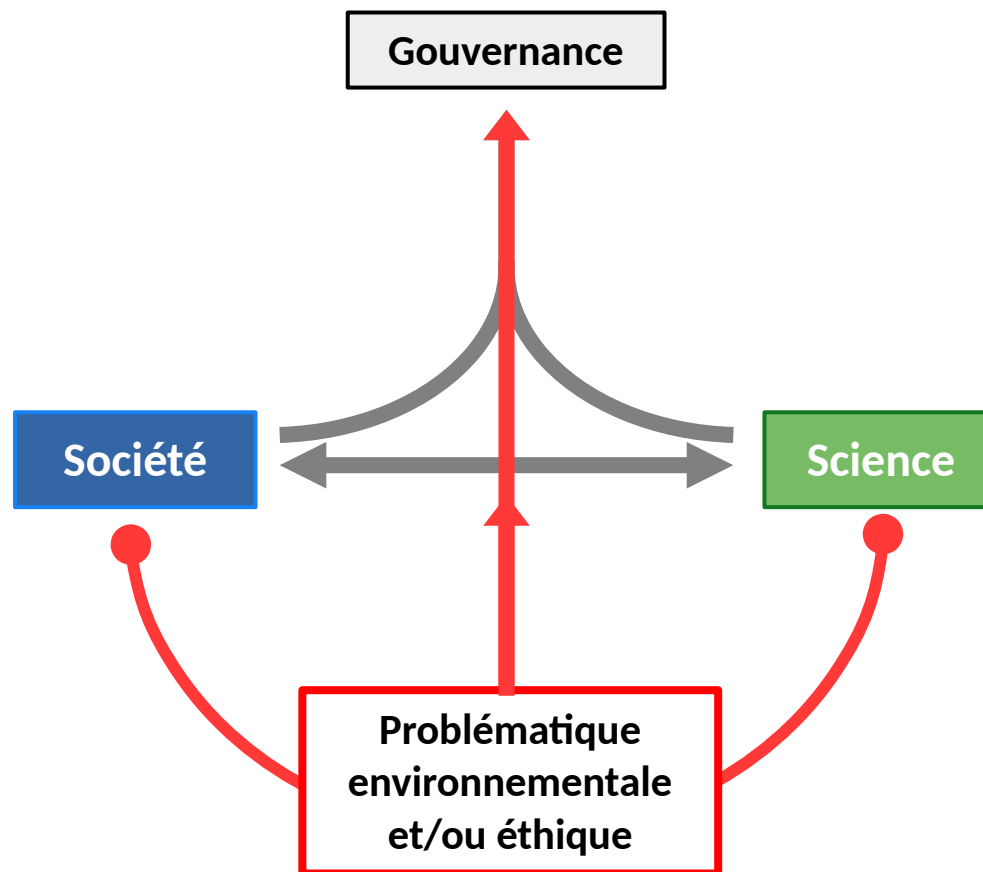 Gouvernance
Société
Science
Problématique
environnementale
et/ou éthique